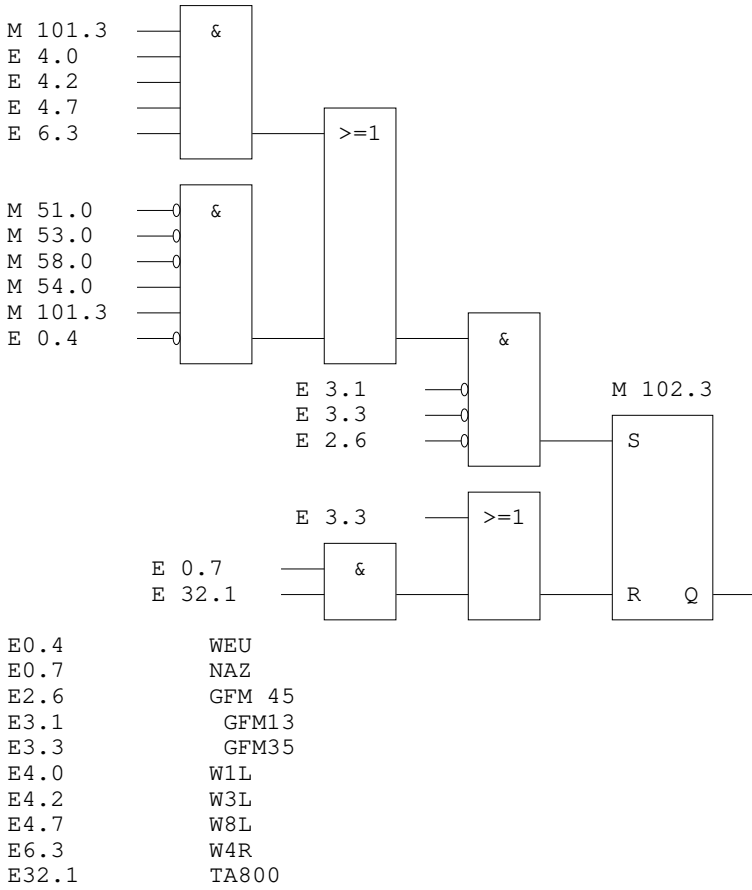 M 101.3 &
E 4.0
E 4.2
E 4.7
E 6.3 >=1
M 51.0 &
M 53.0
M 58.0
M 54.0
M 101.3
E 0.4 &
E 3.1 M 102.3
E 3.3
E 2.6 S
E 3.3 >=1
E 0.7 &
E 32.1 R Q
E0.4 WEU
E0.7 NAZ
E2.6 GFM 45
E3.1 GFM13
E3.3 GFM35
E4.0 W1L
E4.2 W3L
E4.7 W8L
E6.3 W4R
E32.1 TA800